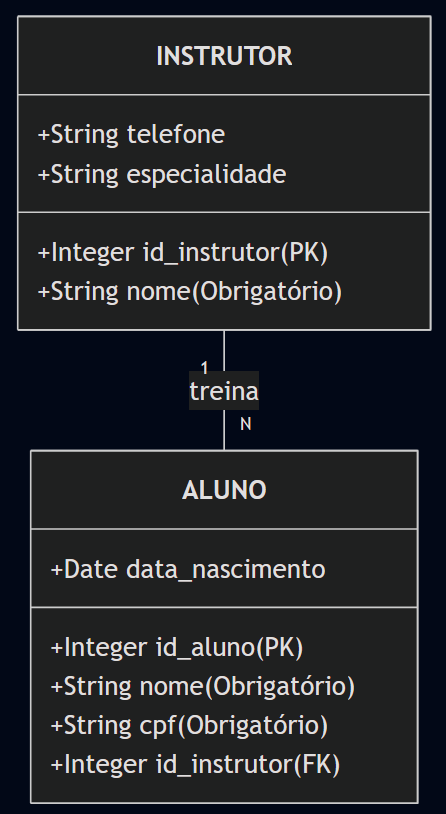 INSTRUTOR
+String telefone
+String especialidade
+Integer id_instrutor(PK)
+String nome(Obrigatório)
1
treina
N
ALUNO
+Date data_nascimento
+Integer id_aluno(PK)
+String nome(Obrigatório)
+String cpf(Obrigatório)
+Integer id_instrutor(FK)